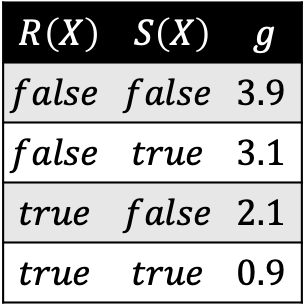 R(X) S(X) g
false false 3.9
false true 3.1
true false 2.1
true true 0.9